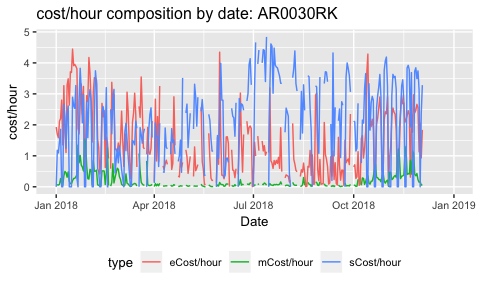 cost/hour composition by date: AR0030RK
5
4
3
2
1
0
cost/hour
Jan 2018 Apr 2018 Jul 2018 Oct 2018 Jan 2019
Date
type eCost/hour mCost/hour sCost/hour